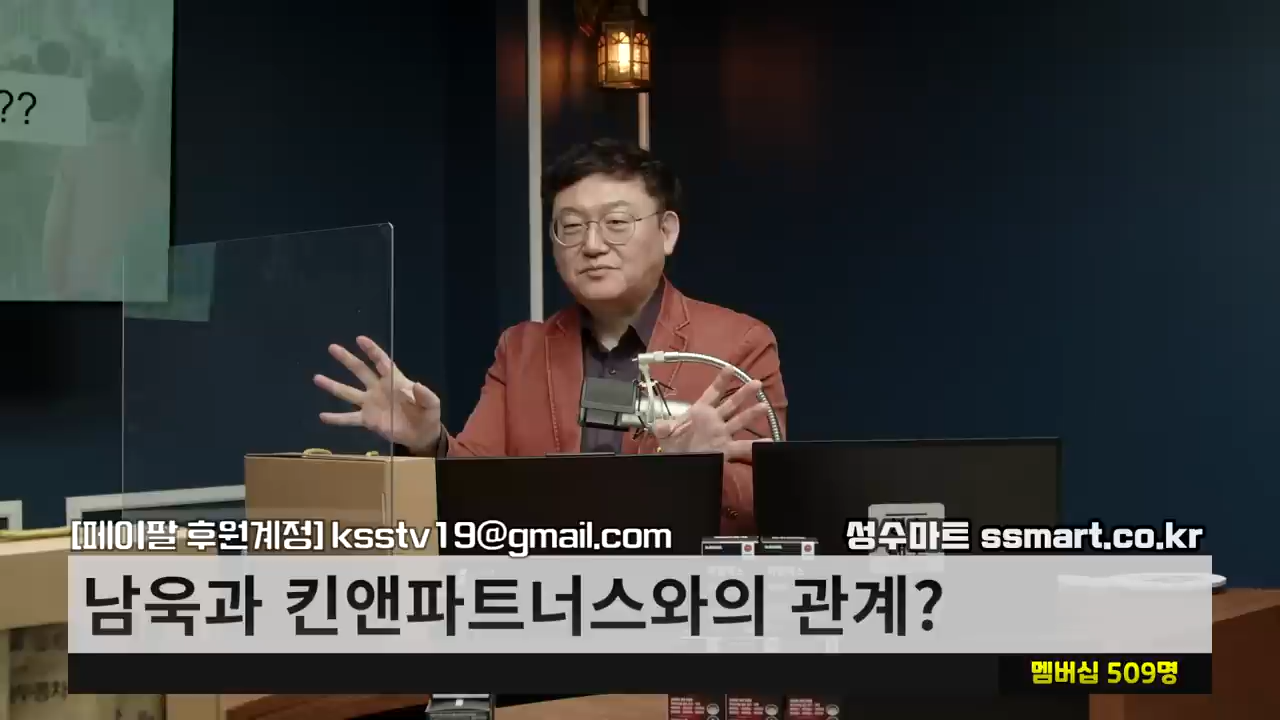 ??
[페이팔 후원계정] ksstv19@gmail.com
성수마트 ssmart.co.kr
남욱과 킨앤파트너스와의 관계?
멤버십 509명